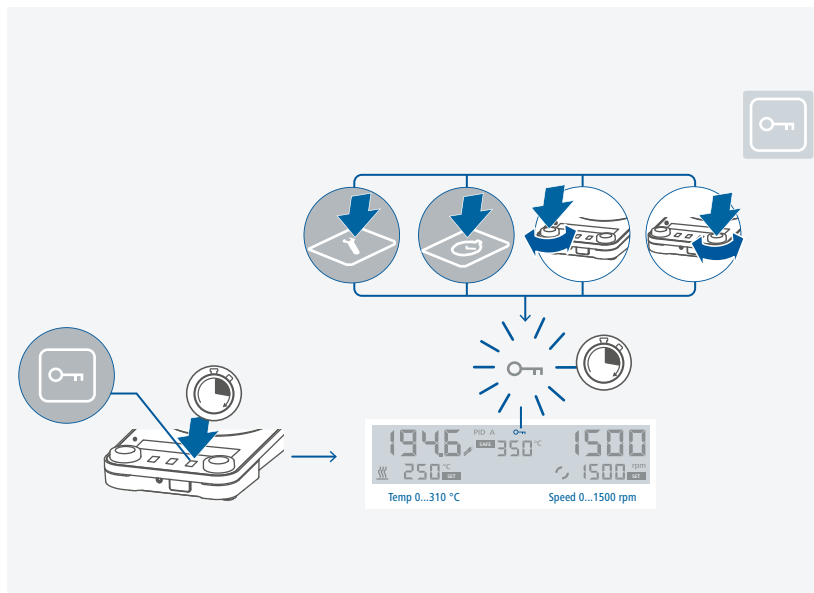 194.6 PID A SAFE 350 °C 1500
250 °C SET 1500 rpm SET
Temp 0...310 °C Speed 0...1500 rpm